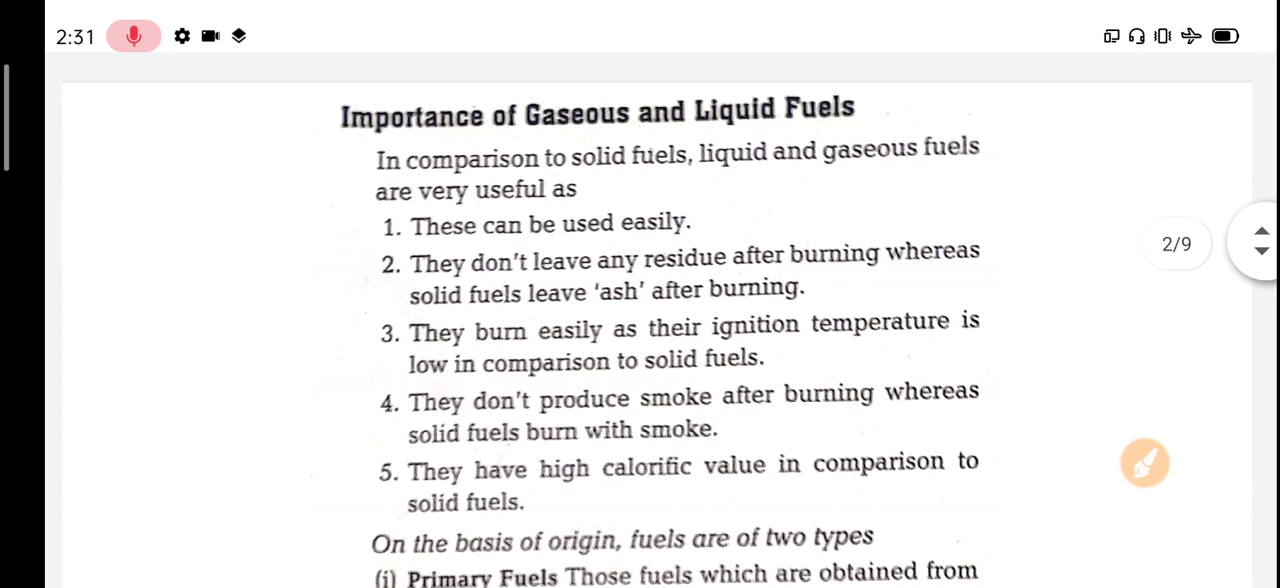 2:31
Importance of Gaseous and Liquid Fuels
In comparison to solid fuels, liquid and gaseous fuels
are very useful as
1. These can be used easily.
2. They don't leave any residue after burning whereas
solid fuels leave 'ash' after burning.
3. They burn easily as their ignition temperature is
low in comparison to solid fuels.
4. They don't produce smoke after burning whereas
solid fuels burn with smoke.
5. They have high calorific value in comparison to
solid fuels.
On the basis of origin, fuels are of two types
(i) Primary Fuels Those fuels which are obtained from
2/9